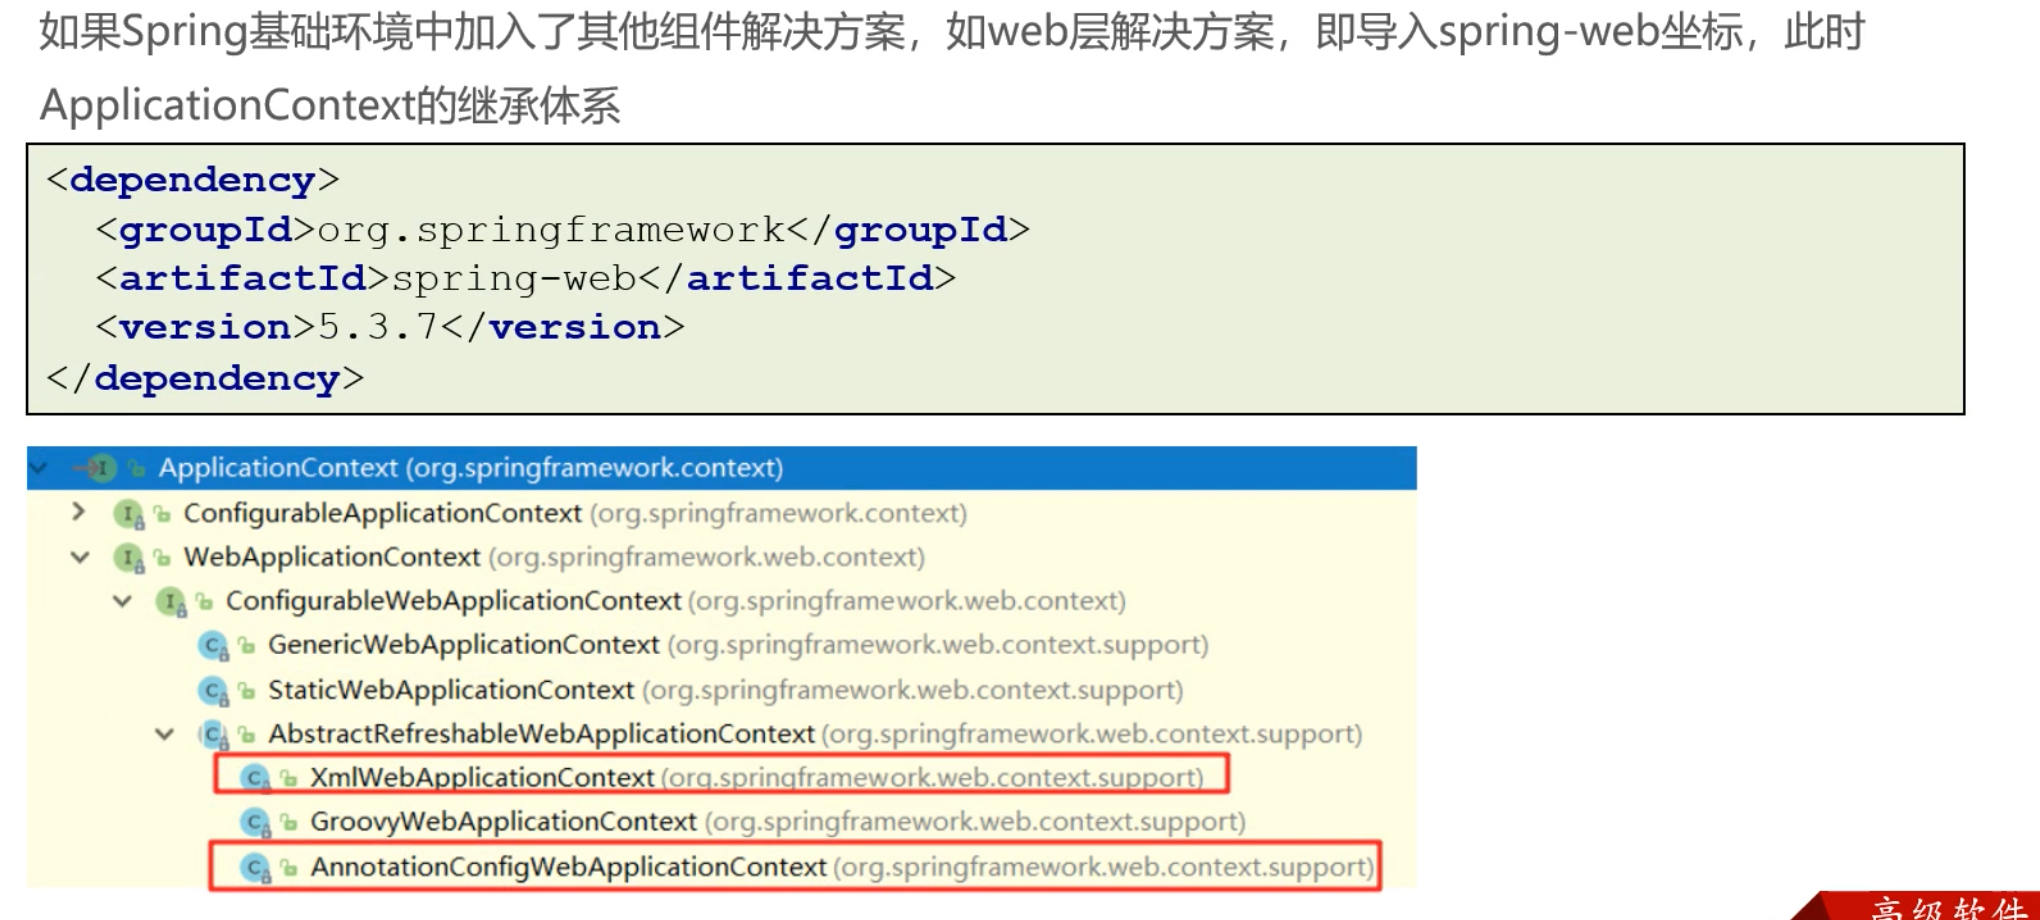 如果Spring基础环境中加入了其他组件解决方案，如web层解决方案，即导入spring-web坐标，此时
ApplicationContext的继承体系
<dependency>
<groupId>org.springframework</groupId>
<artifactId>spring-web</artifactId>
<version>5.3.7</version>
</dependency>
ApplicationContext (org.springframework.context)
ConfigurableApplicationContext (org.springframework.context)
WebApplicationContext (org.springframework.web.context)
ConfigurableWebApplicationContext (org.springframework.web.context)
GenericWebApplicationContext (org.springframework.web.context.support)
StaticWebApplicationContext (org.springframework.web.context.support)
AbstractRefreshableWebApplicationContext (org.springframework.web.context.support)
XmlWebApplicationContext (org.springframework.web.context.support)
GroovyWebApplicationContext (org.springframework.web.context.support)
AnnotationConfigWebApplicationContext (org.springframework.web.context.support)
高级软件